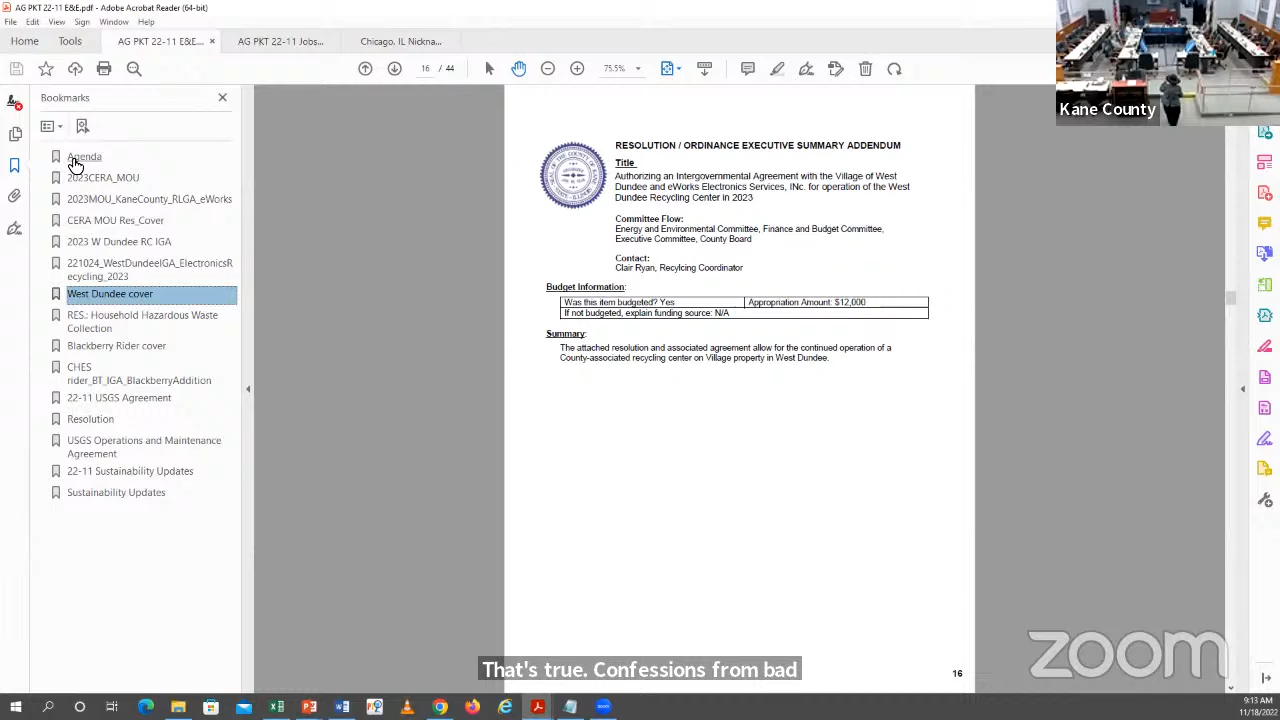 AG PKT 22-11 E&E.pdf - Adobe Acrobat Reader (64-bit)
File Edit View Sign Window Help
Home Tools AG PKT 22-11 E&E... × AG PKT 22-11 Jobs... Chicago. IL Nickna...
16 / 44 75.5%
Kane County
Bookmarks
Agenda
2023CERA_MOU
2023MOU_KaneCounty_RLGA_eWorks
CERA MOU Res_Cover
2023 W Dundee RC IGA
221024_WestDundeeIGA_ElectronicsR
ecycling_2023
West Dundee cover
RES.: Household Hazardous Waste
Collection
Blackberry Rider cover
CHES
rider_BT_IGA_BlackberryAddition
22-11 USGS Agreement
Resolution
USGS Operations and Maintenance
Agreement
22-11 Sustainability Updates
Sustainability Updates
RESOLUTION / ORDINANCE EXECUTIVE SUMMARY ADDENDUM
Title
Authorizing an Intergovernmental Agreement with the Village of West
Dundee and eWorks Electronics Services, INc. for operation of the West
Dundee Recycling Center in 2023
Committee Flow:
Energy and Environmental Committee, Finance and Budget Committee,
Executive Committee, County Board
Contact:
Clair Ryan, Recylcing Coordinator
Budget Information:
Was this item budgeted? Yes Appropriation Amount: $12,000
If not budgeted, explain funding source: N/A
Summary:
The attached resolution and associated agreement allow for the continued operation of a
County-associated recycling center on Village property in West Dundee.
16
zoom
That's true. Confessions from bad
9:13 AM
11/18/2022